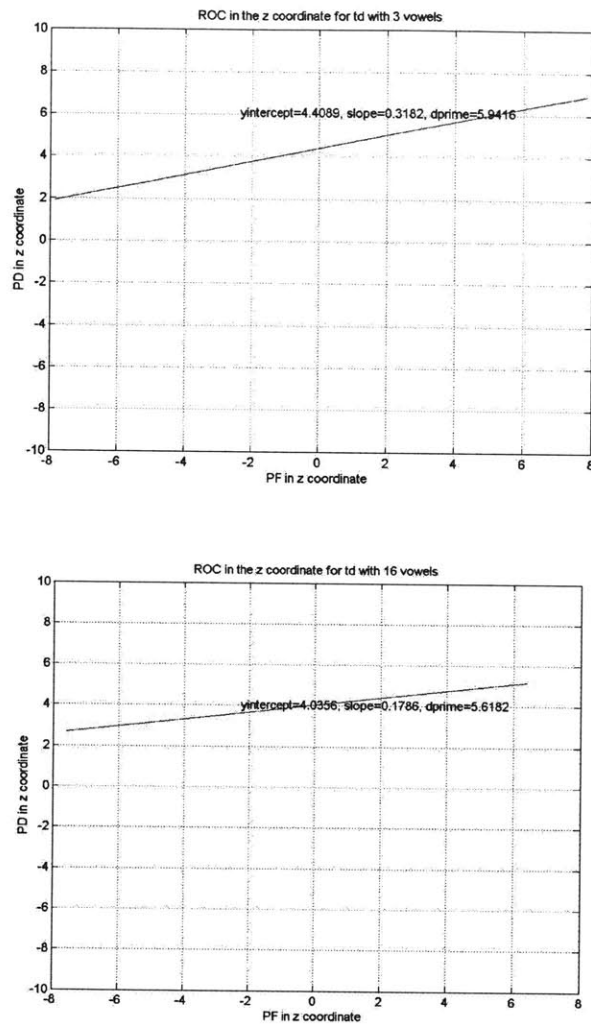 ROC in the z coordinate for td with 3 vowels
10
8
6
4
2
0
-2
-4
-6
-8
-10
yintercept=4.4089, slope=0.3182, dprime=5.9416
PD in z coordinate
-8 -6 -4 -2 0 2 4 6 8
PF in z coordinate
ROC in the z coordinate for td with 16 vowels
10
8
6
4
2
0
-2
-4
-6
-8
-10
yintercept=4.0356, slope=0.1786, dprime=5.6182
PD in z coordinate
-8 -6 -4 -2 0 2 4 6 8
PF in z coordinate